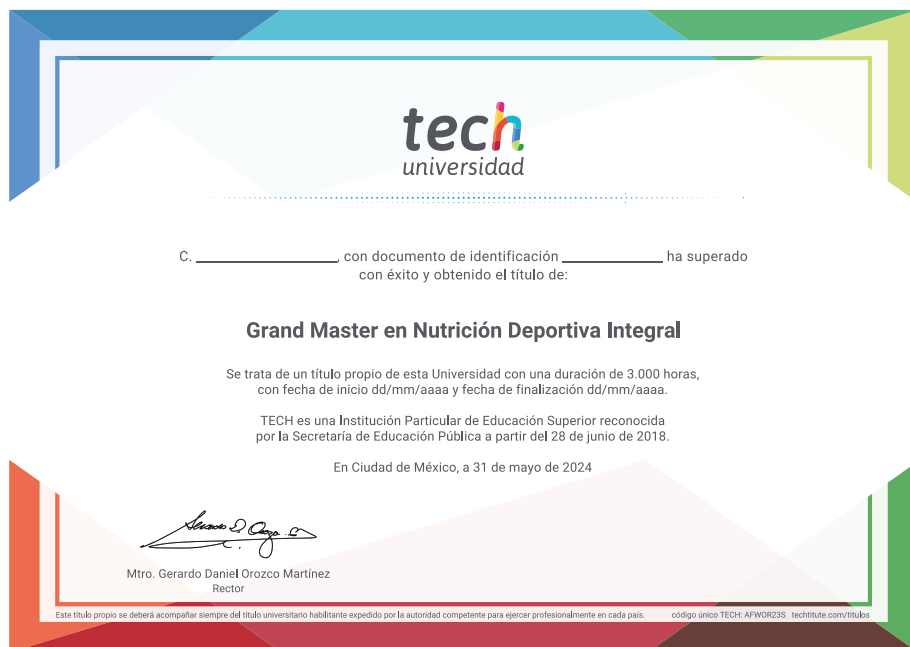 tech
universidad
C. ____________________, con documento de identificación ______________ ha superado
con éxito y obtenido el título de:
Grand Master en Nutrición Deportiva Integral
Se trata de un título propio de esta Universidad con una duración de 3.000 horas,
con fecha de inicio dd/mm/aaaa y fecha de finalización dd/mm/aaaa.
TECH es una Institución Particular de Educación Superior reconocida
por la Secretaría de Educación Pública a partir del 28 de junio de 2018.
En Ciudad de México, a 31 de mayo de 2024
Mtro. Gerardo Daniel Orozco Martínez
Rector
Este título propio se deberá acompañar siempre del título universitario habilitante expedido por la autoridad competente para ejercer profesionalmente en cada país. código único TECH: AFWOR23S techtitute.com/titulos